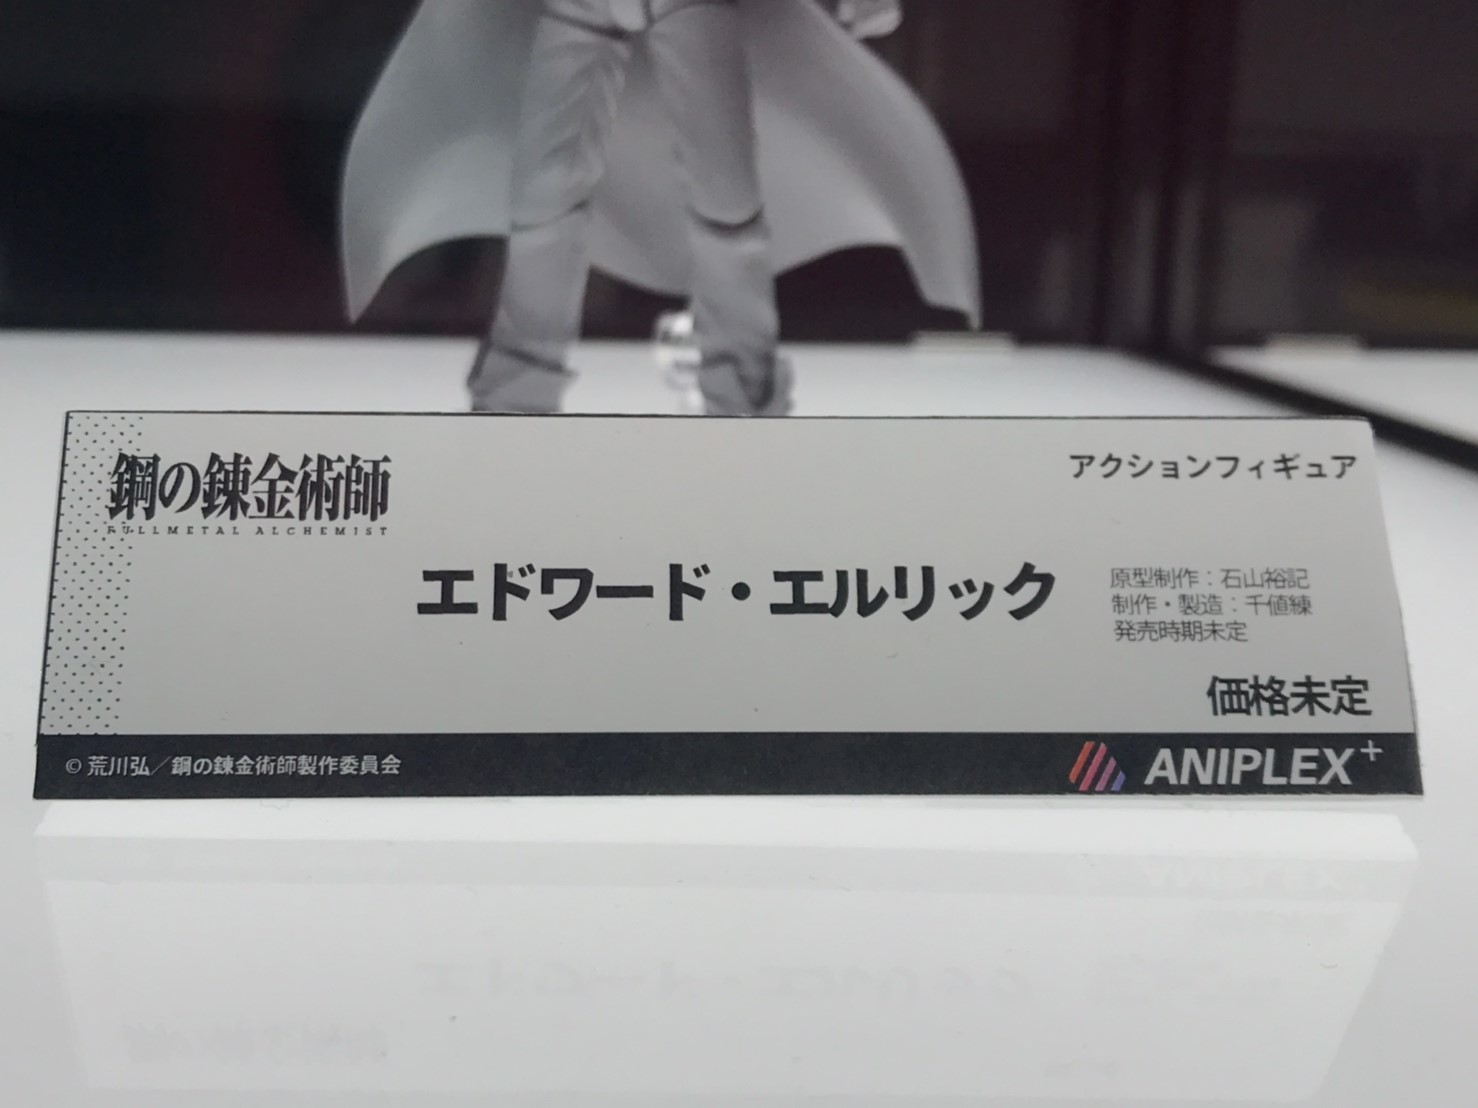 鋼の錬金術師
FULLMETAL ALCHEMIST
アクションフィギュア
エドワード・エルリック
原型制作：石山裕記
制作・製造：千値練
発売時期未定
価格未定
© 荒川弘／鋼の錬金術師製作委員会
ANIPLEX+